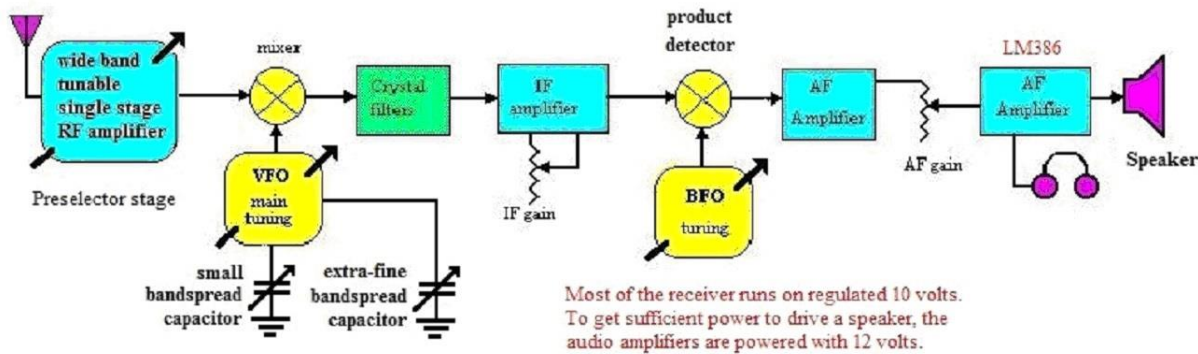 wide band
tunable
single stage
RF amplifier
Preselector stage
mixer
VFO
main
tuning
small
bandspread
capacitor
extra-fine
bandspread
capacitor
Crystal
filters
IF
amplifier
IF gain
product
detector
BFO
tuning
AF
Amplifier
AF gain
LM386
AF
Amplifier
Speaker
Most of the receiver runs on regulated 10 volts.
To get sufficient power to drive a speaker, the
audio amplifiers are powered with 12 volts.